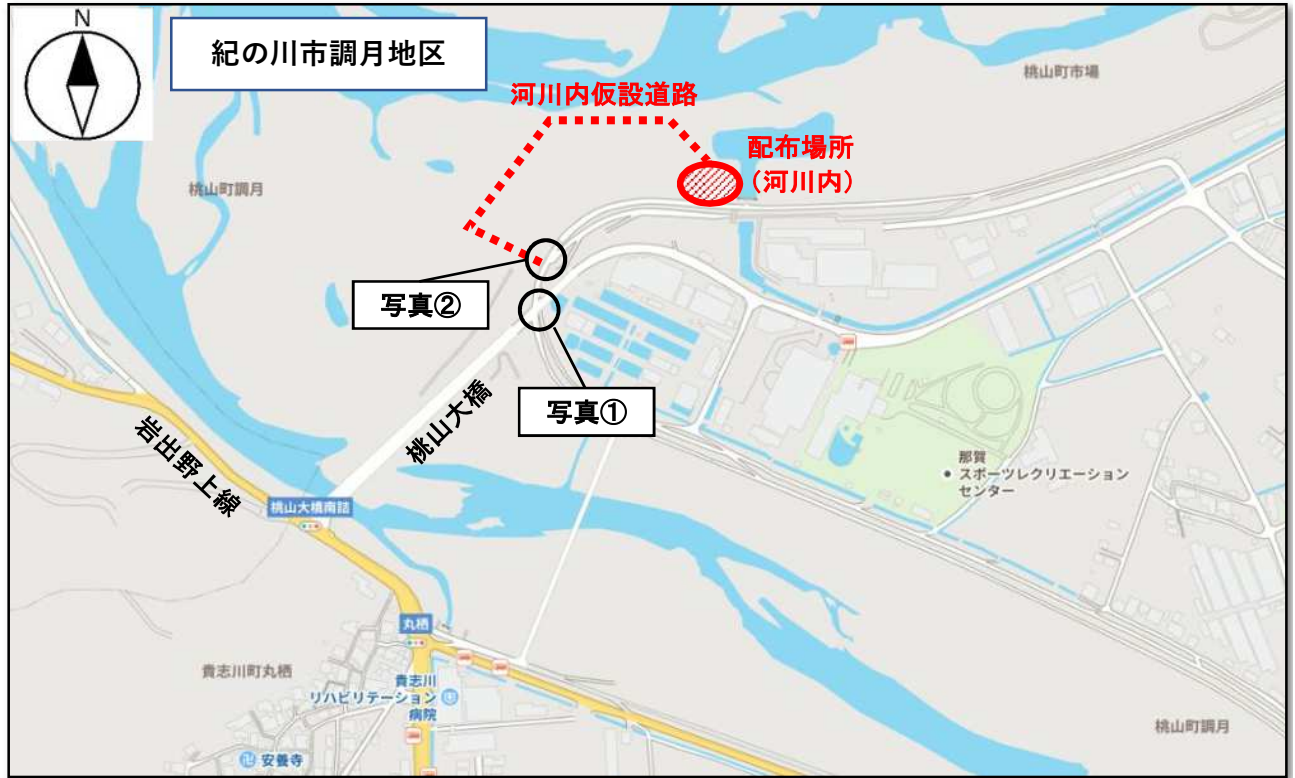 N
紀の川市調月地区
桃山町市場
河川内仮設道路
配布場所
（河川内）
桃山町調月
写真②
写真①
桃山大橋
岩出野上線
那賀
スポーツレクリエーション
センター
桃山大橋南詰
丸栖
貴志川町丸栖
貴志川
リハビリテーション
病院
桃山町調月
卍 安養寺